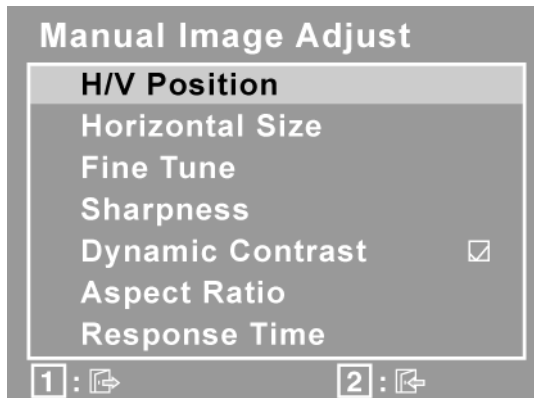 Manual Image Adjust
H/V Position
Horizontal Size
Fine Tune
Sharpness
Dynamic Contrast
Aspect Ratio
Response Time
1 : 2 :